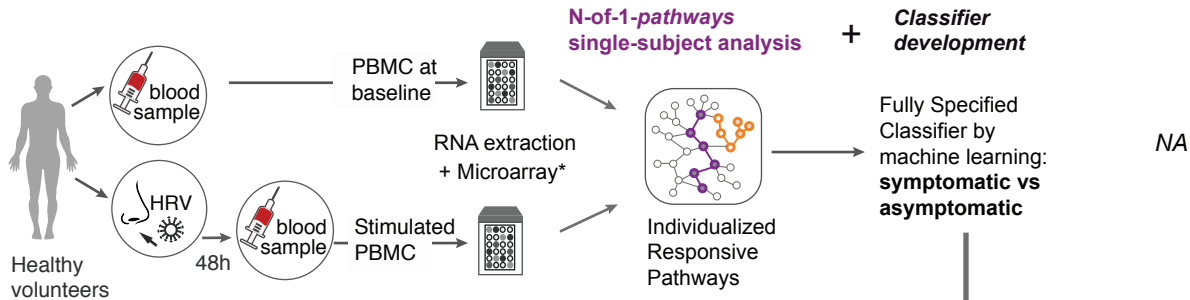 N-of-1-pathways
single-subject analysis
+
Classifier
development
blood
sample
PBMC at
baseline
RNA extraction
+ Microarray*
Fully Specified
Classifier by
machine learning:
symptomatic vs
asymptomatic
NA
HRV
48h
blood
sample
Stimulated
PBMC
Individualized
Responsive
Pathways
Healthy
volunteers